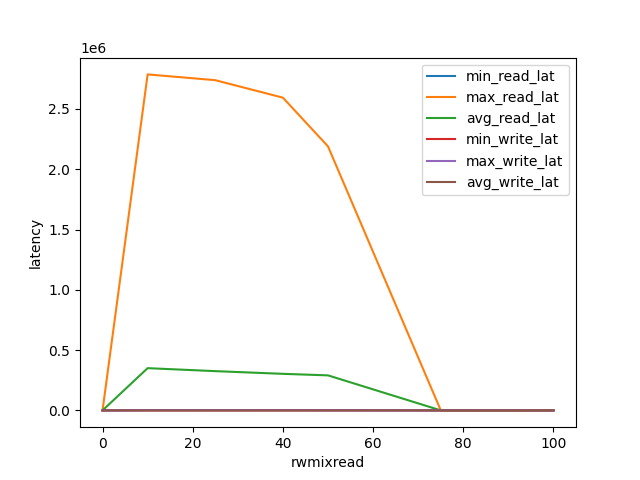 1e6
min_read_lat
max_read_lat
avg_read_lat
min_write_lat
max_write_lat
avg_write_lat
2.5
2.0
1.5
1.0
0.5
0.0
latency
0 20 40 60 80 100
rwmixread